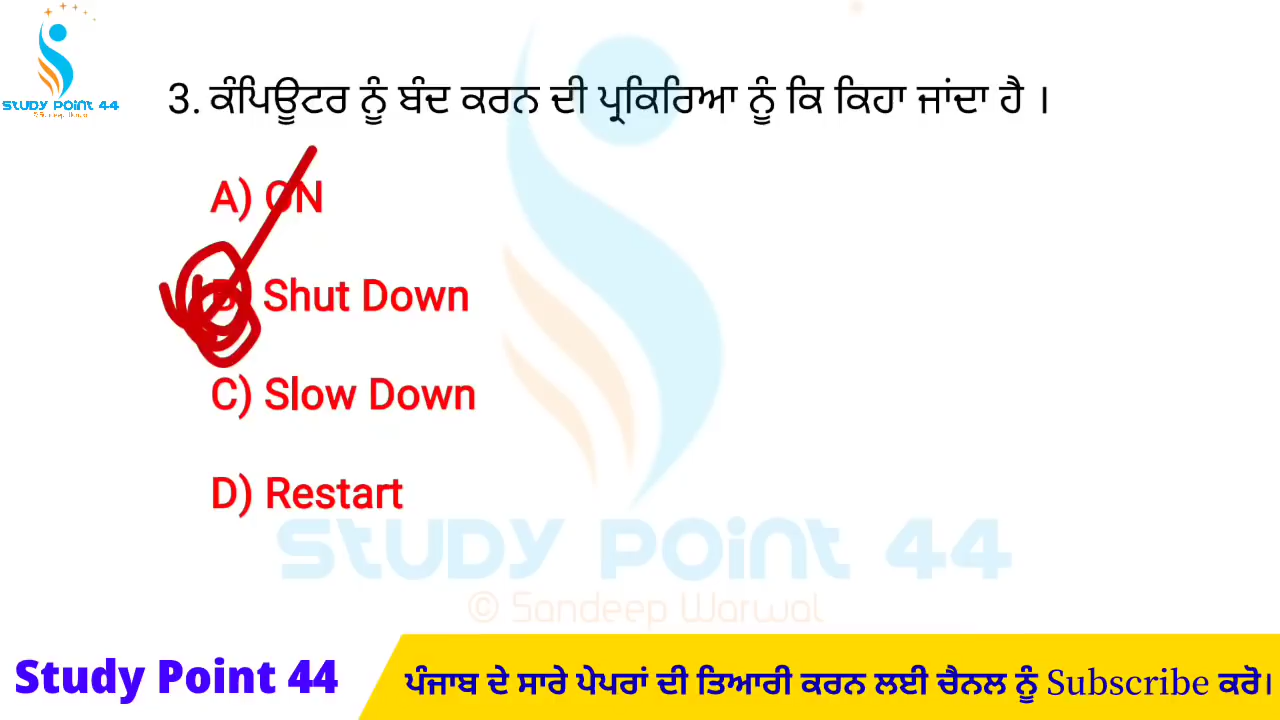 STUDY POINT 44
3. ਕੰਪਿਊਟਰ ਨੂੰ ਬੰਦ ਕਰਨ ਦੀ ਪ੍ਰਕਿਰਿਆ ਨੂੰ ਕਿ ਕਿਹਾ ਜਾਂਦਾ ਹੈ ।
A) ON
B) Shut Down
C) Slow Down
D) Restart
STUDY POINT 44
© Sandeep Warwal
Study Point 44
ਪੰਜਾਬ ਦੇ ਸਾਰੇ ਪੇਪਰਾਂ ਦੀ ਤਿਆਰੀ ਕਰਨ ਲਈ ਚੈਨਲ ਨੂੰ Subscribe ਕਰੋ।